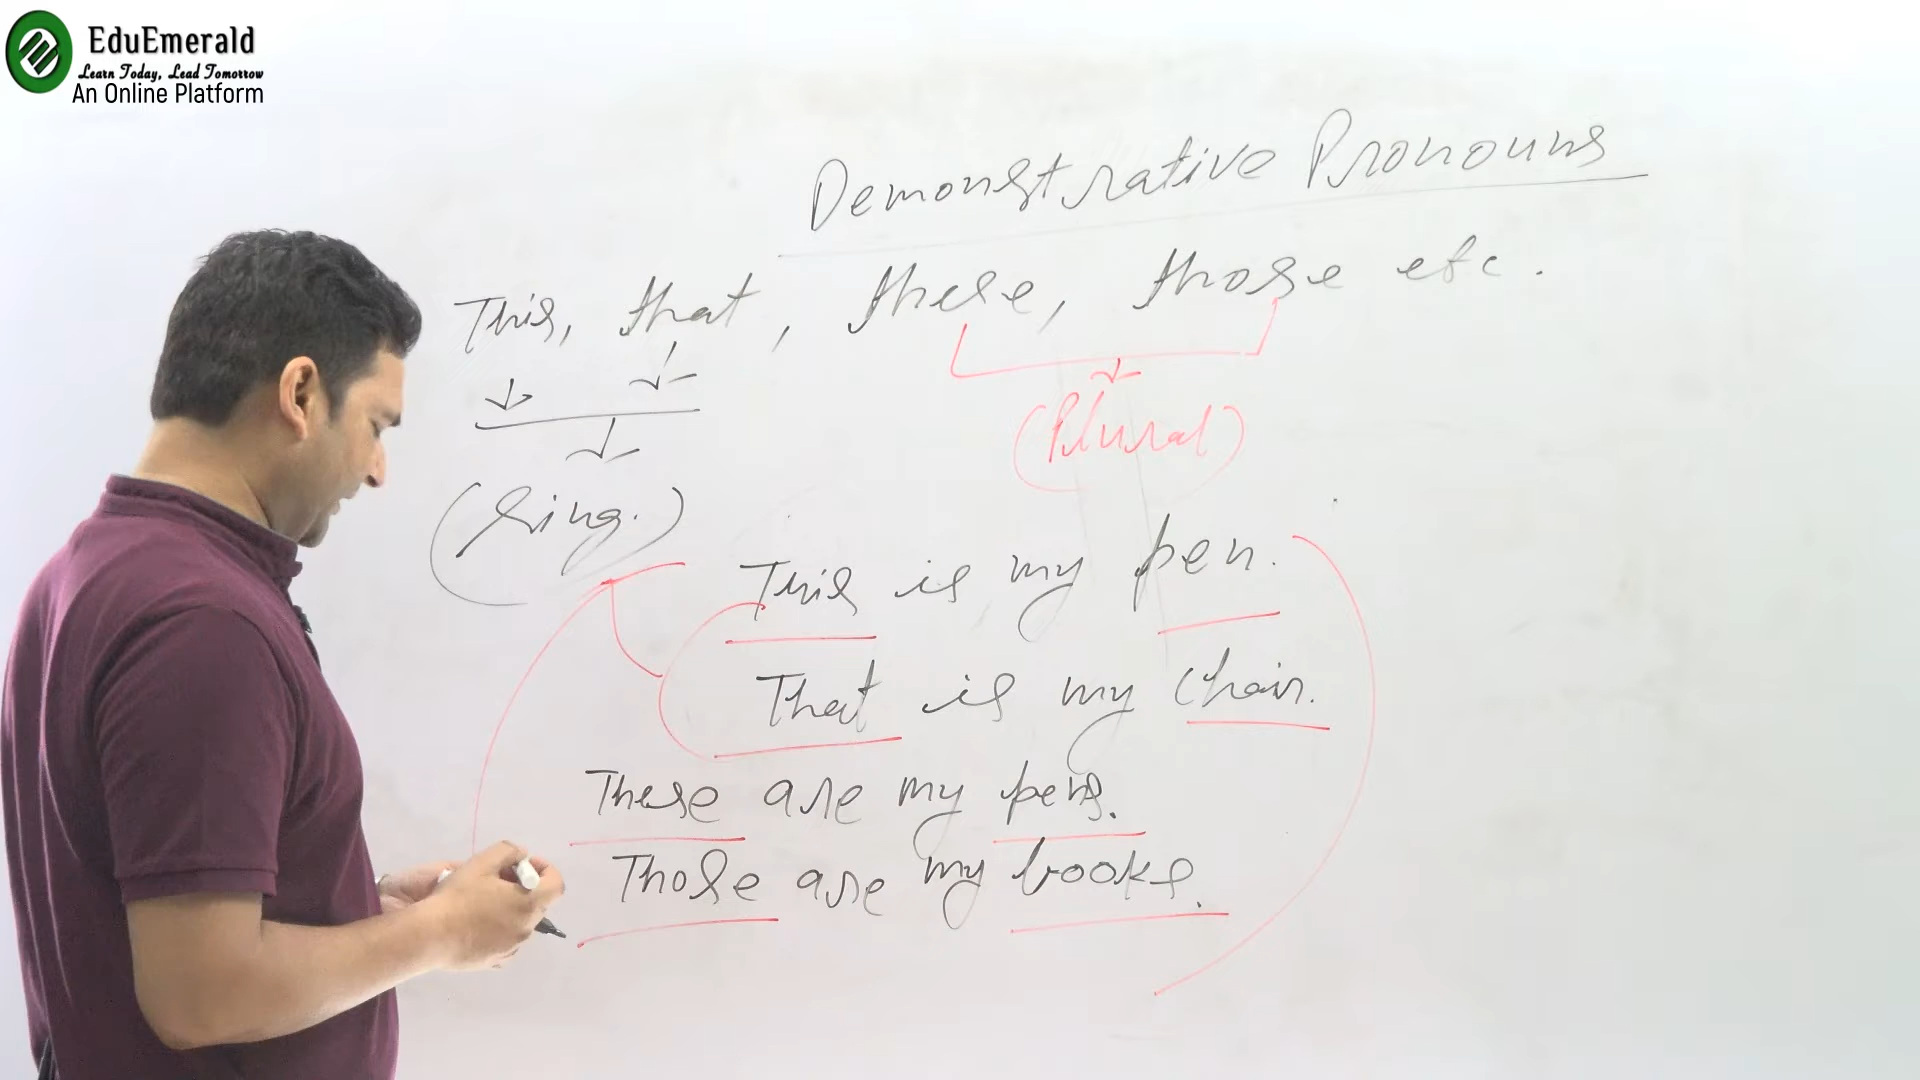 EduEmerald
Learn Today, Lead Tomorrow
An Online Platform
Demonstrative Pronouns
This, that, these, those etc.
(Plural)
(Sing.)
This is my pen.
That is my chair.
These are my pens.
Those are my books.